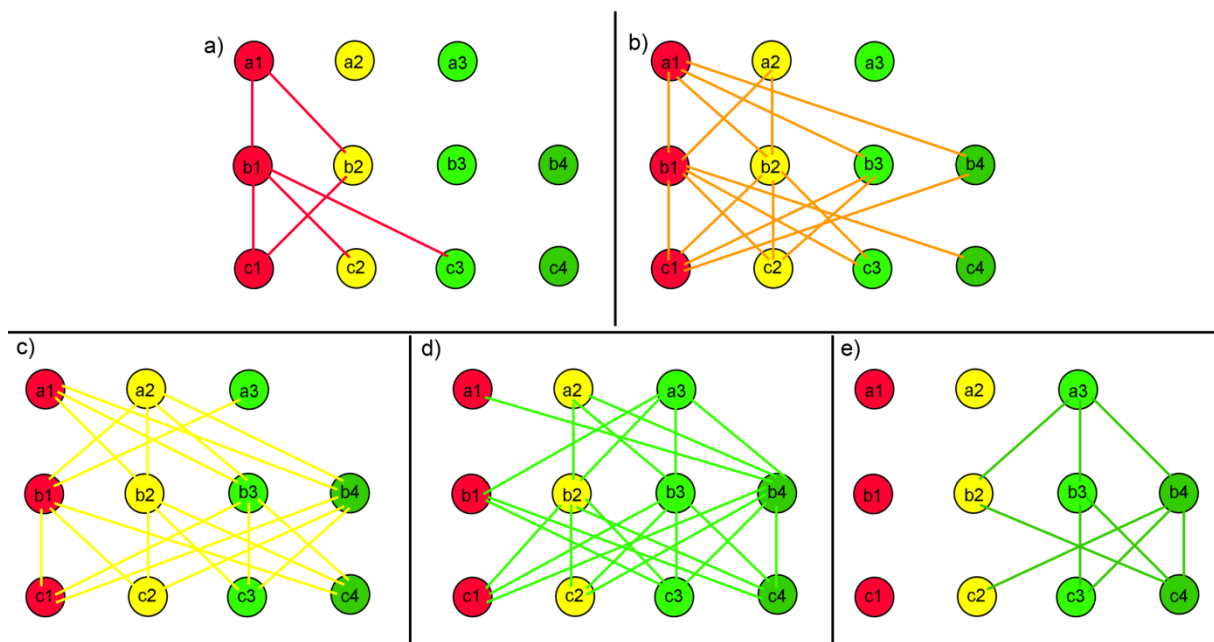 a) a1 a2 a3
b1 b2 b3 b4
c1 c2 c3 c4
b) a1 a2 a3
b1 b2 b3 b4
c1 c2 c3 c4
c)
a1 a2 a3
b1 b2 b3 b4
c1 c2 c3 c4
d)
a1 a2 a3
b1 b2 b3 b4
c1 c2 c3 c4
e)
a1 a2 a3
b1 b2 b3 b4
c1 c2 c3 c4